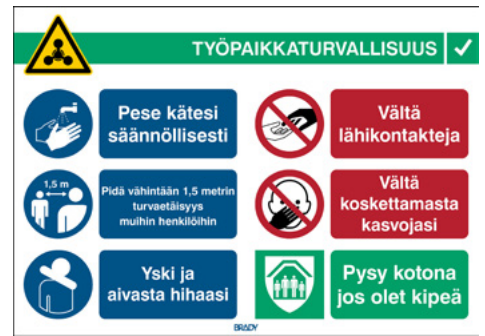 TYÖPAIKKATURVALLISUUS
Pese kätesi
säännöllisesti
Vältä
lähikontakteja
1,5 m
Pidä vähintään 1,5 metrin
turvaetäisyys
muihin henkilöihin
Vältä
koskettamasta
kasvojasi
Yski ja
aivasta hihaasi
Pysy kotona
jos olet kipeä
BRADY